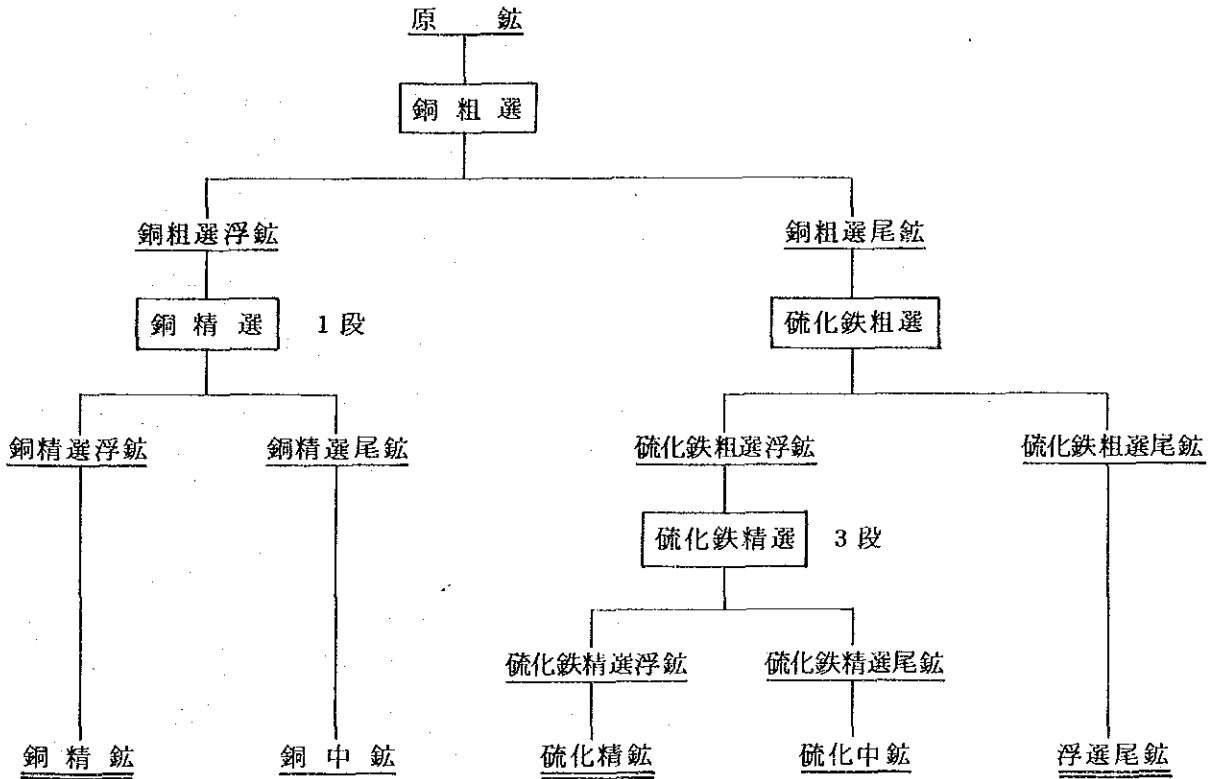 原鉱
銅粗選
銅粗選浮鉱
銅粗選尾鉱
銅精選 1段
硫化鉄粗選
銅精選浮鉱
銅精選尾鉱
硫化鉄粗選浮鉱
硫化鉄粗選尾鉱
硫化鉄精選 3段
硫化鉄精選浮鉱
硫化鉄精選尾鉱
銅精鉱
銅中鉱
硫化精鉱
硫化中鉱
浮選尾鉱